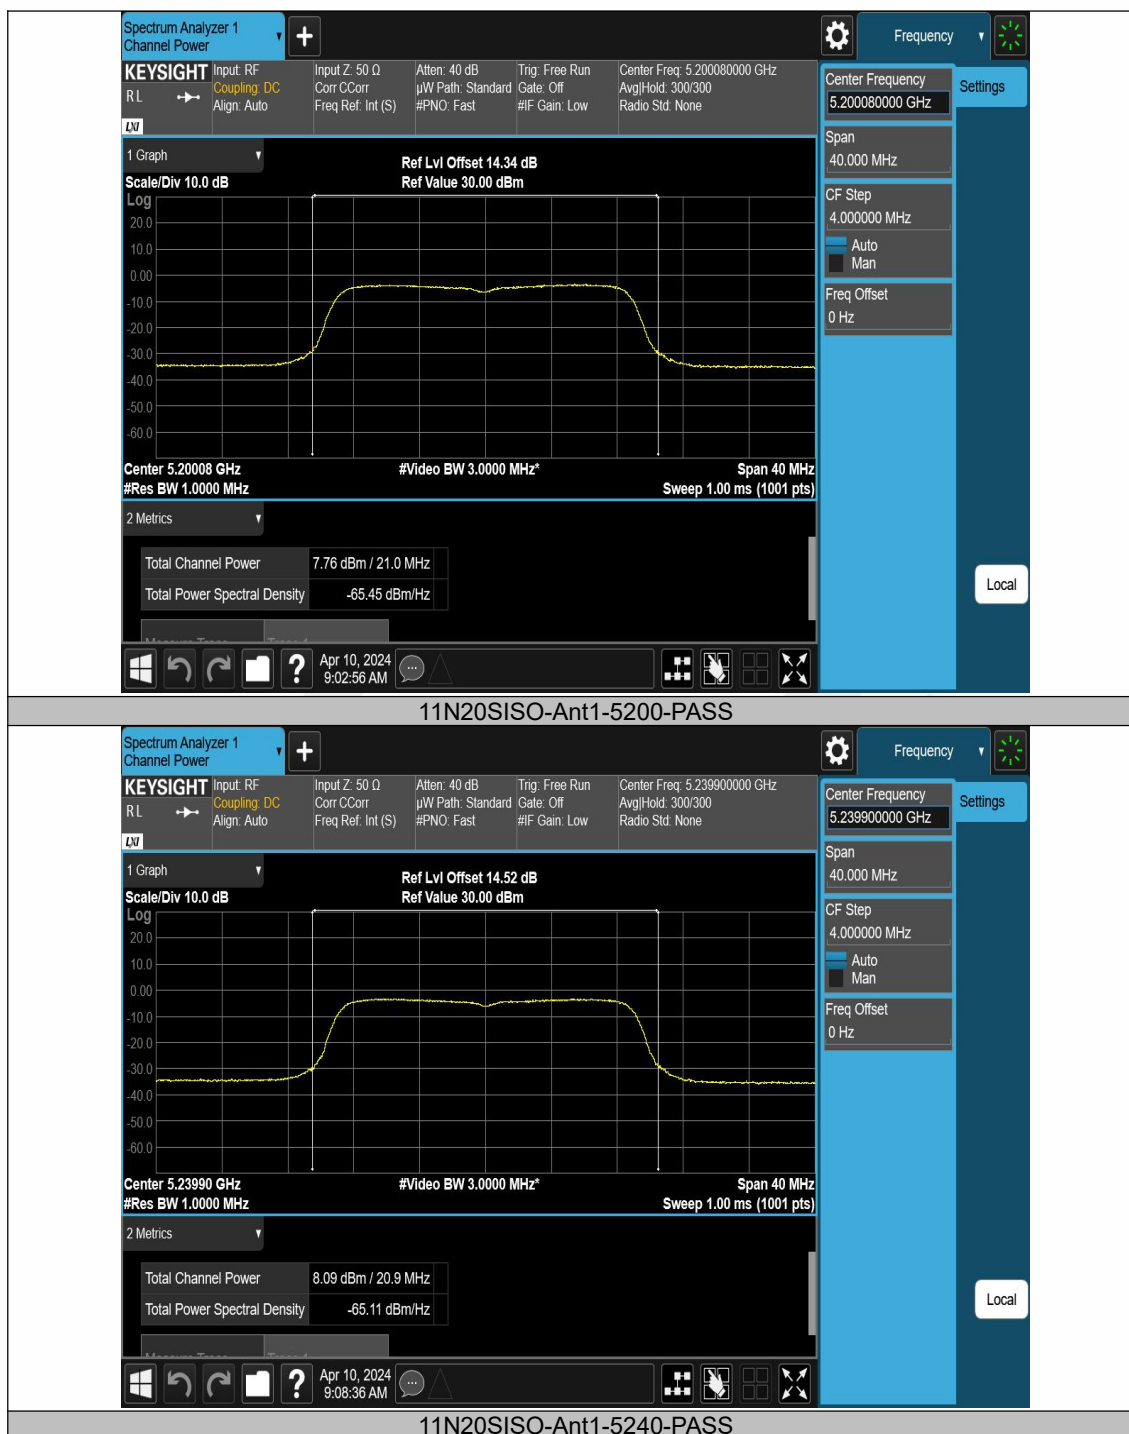 Spectrum Analyzer 1
Channel Power
Frequency
KEYSIGHT
RL
LXI
Input: RF
Coupling: DC
Align: Auto
Input Z: 50 Ω
Corr CCorr
Freq Ref: Int (S)
Atten: 40 dB
µW Path: Standard
#PNO: Fast
Trig: Free Run
Gate: Off
#IF Gain: Low
Center Freq: 5.200080000 GHz
Avg|Hold: 300/300
Radio Std: None
Center Frequency
5.200080000 GHz
Settings
Span
40.000 MHz
CF Step
4.000000 MHz
Auto
Man
Freq Offset
0 Hz
Local
1 Graph
Scale/Div 10.0 dB
Ref Lvl Offset 14.34 dB
Ref Value 30.00 dBm
Log
20.0
10.0
0.00
-10.0
-20.0
-30.0
-40.0
-50.0
-60.0
Center 5.20008 GHz
#Video BW 3.0000 MHz*
Span 40 MHz
#Res BW 1.0000 MHz
Sweep 1.00 ms (1001 pts)
2 Metrics
Total Channel Power 7.76 dBm / 21.0 MHz
Total Power Spectral Density -65.45 dBm/Hz
Apr 10, 2024
9:02:56 AM
11N20SISO-Ant1-5200-PASS
Spectrum Analyzer 1
Channel Power
Frequency
KEYSIGHT
RL
LXI
Input: RF
Coupling: DC
Align: Auto
Input Z: 50 Ω
Corr CCorr
Freq Ref: Int (S)
Atten: 40 dB
µW Path: Standard
#PNO: Fast
Trig: Free Run
Gate: Off
#IF Gain: Low
Center Freq: 5.239900000 GHz
Avg|Hold: 300/300
Radio Std: None
Center Frequency
5.239900000 GHz
Settings
Span
40.000 MHz
CF Step
4.000000 MHz
Auto
Man
Freq Offset
0 Hz
Local
1 Graph
Scale/Div 10.0 dB
Ref Lvl Offset 14.52 dB
Ref Value 30.00 dBm
Log
20.0
10.0
0.00
-10.0
-20.0
-30.0
-40.0
-50.0
-60.0
Center 5.23990 GHz
#Video BW 3.0000 MHz*
Span 40 MHz
#Res BW 1.0000 MHz
Sweep 1.00 ms (1001 pts)
2 Metrics
Total Channel Power 8.09 dBm / 20.9 MHz
Total Power Spectral Density -65.11 dBm/Hz
Apr 10, 2024
9:08:36 AM
11N20SISO-Ant1-5240-PASS